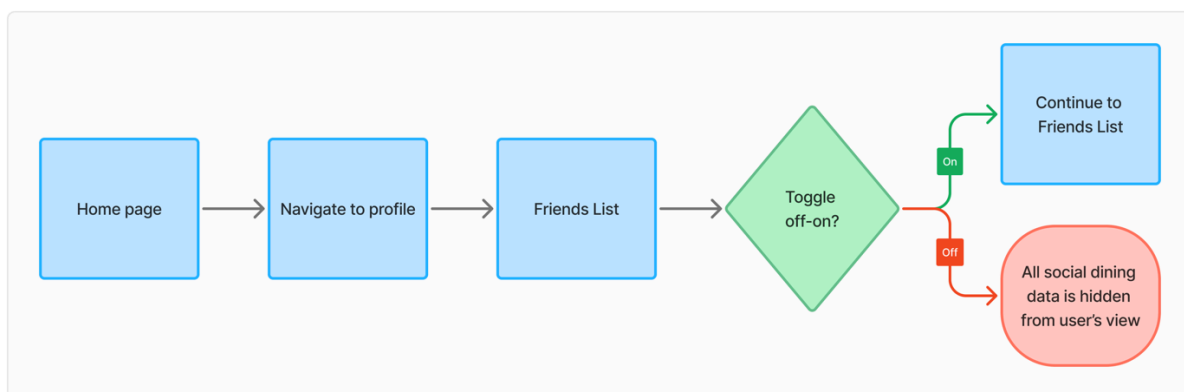 Home page
Navigate to profile
Friends List
Toggle
off-on?
On
Continue to
Friends List
Off
All social dining
data is hidden
from user's view